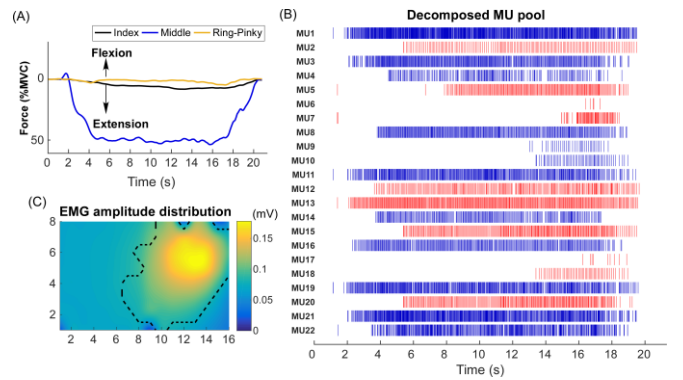 (A)
Index Middle Ring-Pinky
Flexion
0
Extension
50
Force (%MVC)
0 2 4 6 8 10 12 14 16 18 20
Time (s)
(C)
EMG amplitude distribution
(mV)
8
6
4
2
2 4 6 8 10 12 14 16
0.15
0.1
0.05
0
(B)
Decomposed MU pool
MU1
MU2
MU3
MU4
MU5
MU6
MU7
MU8
MU9
MU10
MU11
MU12
MU13
MU14
MU15
MU16
MU17
MU18
MU19
MU20
MU21
MU22
0 2 4 6 8 10 12 14 16 18 20
Time (s)